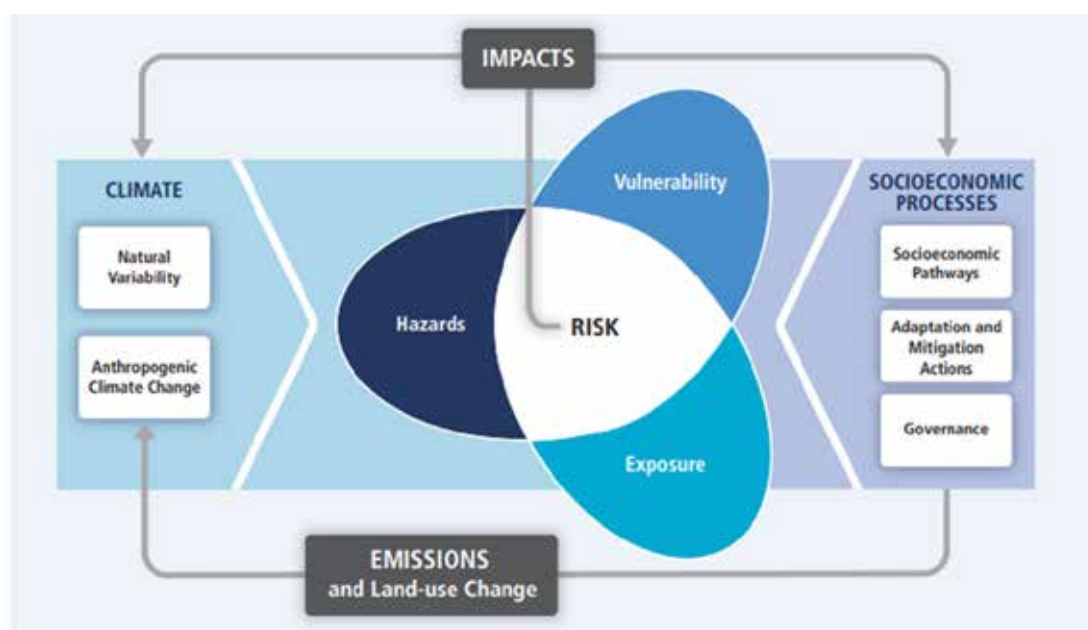 IMPACTS
CLIMATE
Natural
Variability
Anthropogenic
Climate Change
Vulnerability
Hazards
RISK
Exposure
SOCIOECONOMIC
PROCESSES
Socioeconomic
Pathways
Adaptation and
Mitigation
Actions
Governance
EMISSIONS
and Land-use Change